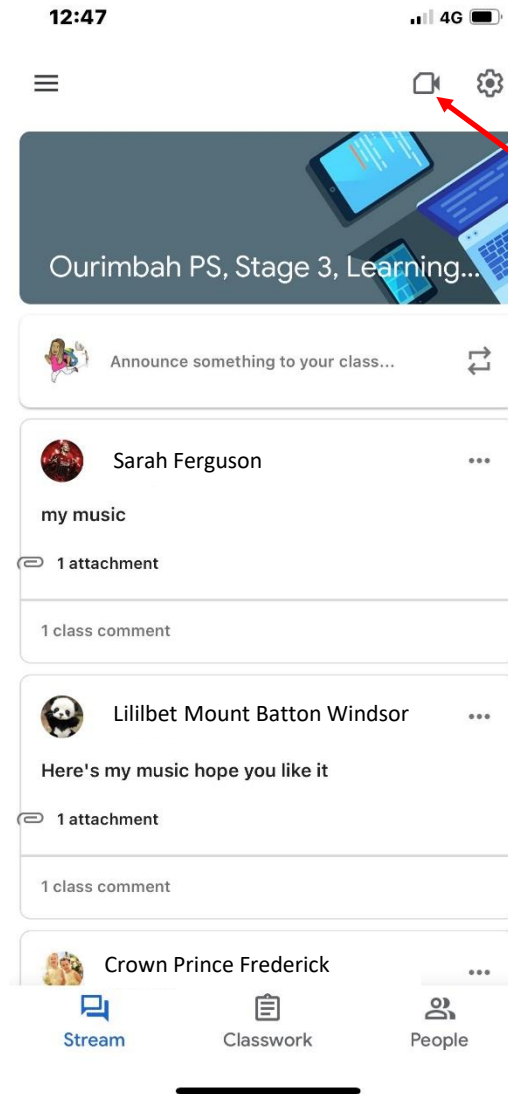 12:47
4G
Ourimbah PS, Stage 3, Learning...
Announce something to your class...
Sarah Ferguson
my music
1 attachment
1 class comment
Lililbet Mount Batton Windsor
Here's my music hope you like it
1 attachment
1 class comment
Crown Prince Frederick
Stream
Classwork
People